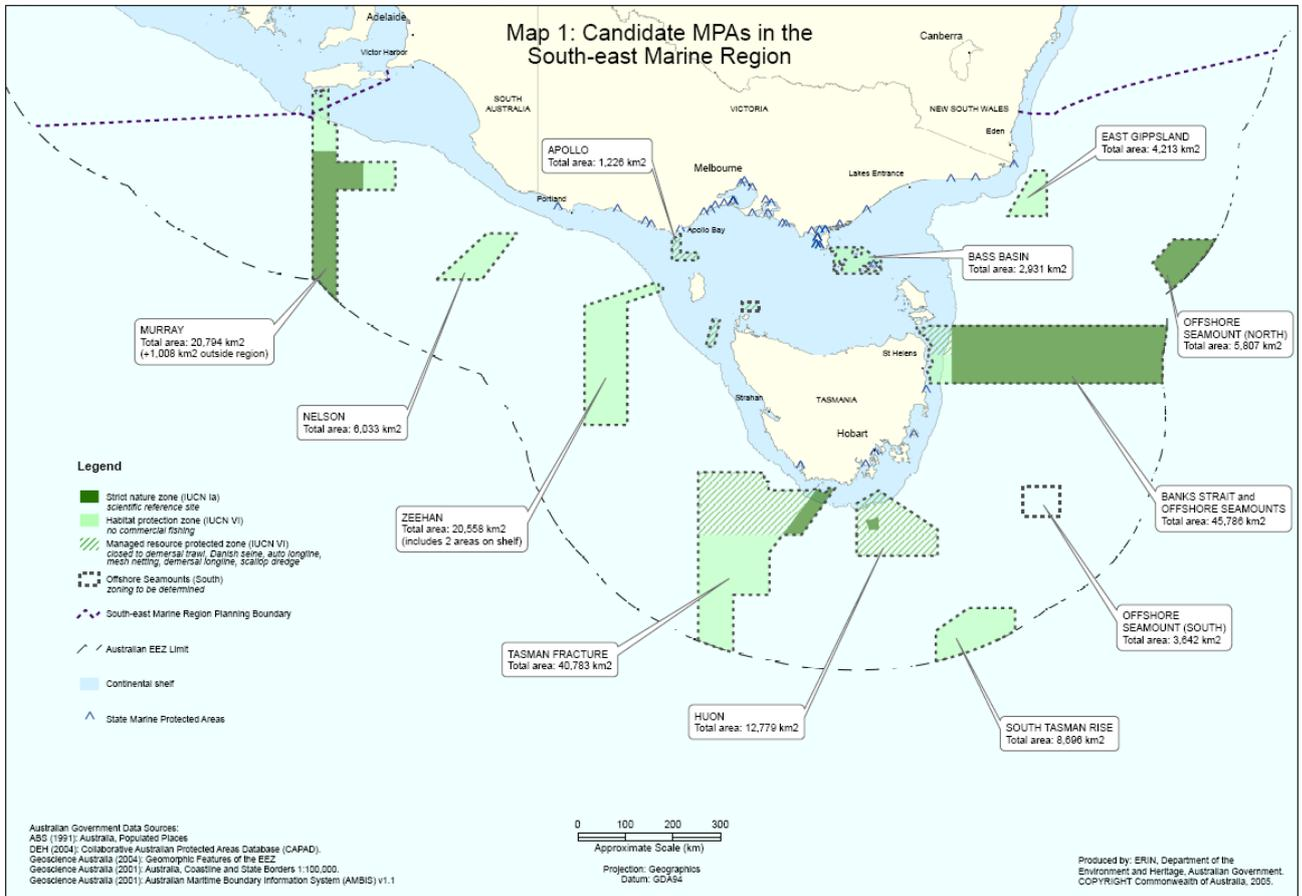 Map 1: Candidate MPAs in the
South-east Marine Region
Adelaide
Victor Harbor
Canberra
SOUTH
AUSTRALIA
VICTORIA
NEW SOUTH WALES
Eden
EAST GIPPSLAND
Total area: 4,213 km2
APOLLO
Total area: 1,226 km2
Melbourne
Lakes Entrance
Portland
Apollo Bay
BASS BASIN
Total area: 2,931 km2
MURRAY
Total area: 20,794 km2
(+1,008 km2 outside region)
OFFSHORE
SEAMOUNT (NORTH)
Total area: 5,807 km2
St Helens
NELSON
Total area: 6,033 km2
Strahan
TASMANIA
Hobart
Legend
Strict nature zone (IUCN Ia)
scientific reference site
Habitat protection zone (IUCN VI)
no commercial fishing
Managed resource protected zone (IUCN VI)
closed to demersal trawl, Danish seine, auto longline,
mesh netting, demersal longline, scallop dredge
Offshore Seamounts (South)
zoning to be determined
South-east Marine Region Planning Boundary
Australian EEZ Limit
Continental shelf
State Marine Protected Areas
ZEEHAN
Total area: 20,558 km2
(includes 2 areas on shelf)
BANKS STRAIT and
OFFSHORE SEAMOUNTS
Total area: 45,786 km2
OFFSHORE
SEAMOUNT (SOUTH)
Total area: 3,642 km2
TASMAN FRACTURE
Total area: 40,783 km2
HUON
Total area: 12,779 km2
SOUTH TASMAN RISE
Total area: 8,696 km2
Australian Government Data Sources:
ABS (1991): Australia, Populated Places
DEH (2004): Collaborative Australian Protected Areas Database (CAPAD).
Geoscience Australia (2004): Geomorphic Features of the EEZ
Geoscience Australia (2001): Australia, Coastline and State Borders 1:100,000.
Geoscience Australia (2001): Australian Maritime Boundary Information System (AMBIS) v1.1
0 100 200 300
Approximate Scale (km)
Projection: Geographics
Datum: GDA94
Produced by: ERIN, Department of the
Environment and Heritage, Australian Government.
COPYRIGHT Commonwealth of Australia, 2005.